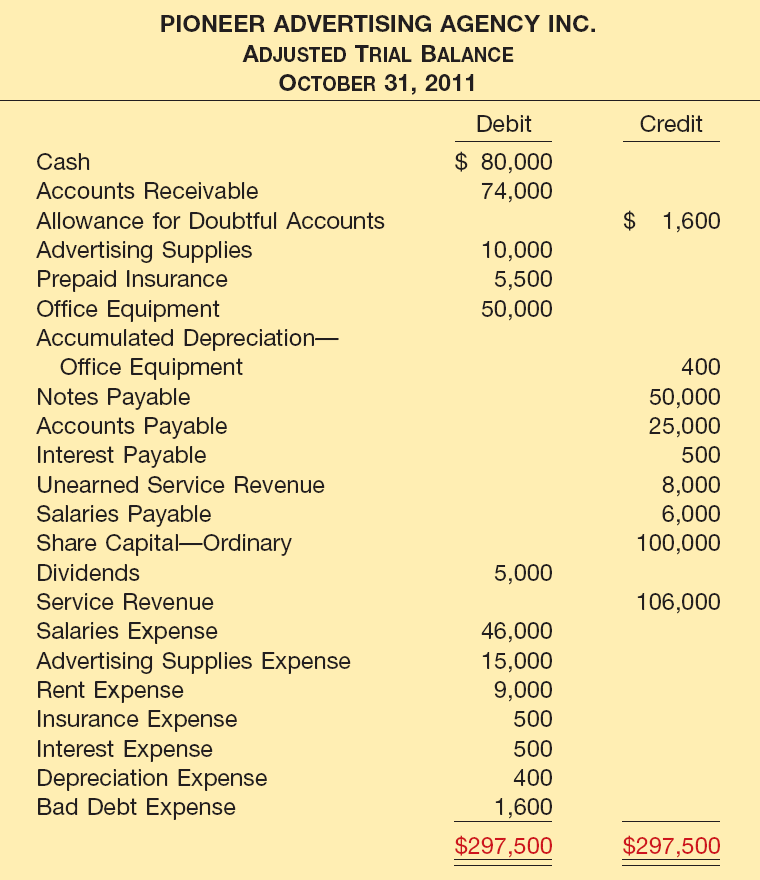 PIONEER ADVERTISING AGENCY INC.
ADJUSTED TRIAL BALANCE
OCTOBER 31, 2011
Debit Credit
Cash $ 80,000
Accounts Receivable 74,000
Allowance for Doubtful Accounts $ 1,600
Advertising Supplies 10,000
Prepaid Insurance 5,500
Office Equipment 50,000
Accumulated Depreciation—
Office Equipment 400
Notes Payable 50,000
Accounts Payable 25,000
Interest Payable 500
Unearned Service Revenue 8,000
Salaries Payable 6,000
Share Capital—Ordinary 100,000
Dividends 5,000
Service Revenue 106,000
Salaries Expense 46,000
Advertising Supplies Expense 15,000
Rent Expense 9,000
Insurance Expense 500
Interest Expense 500
Depreciation Expense 400
Bad Debt Expense 1,600
$297,500 $297,500